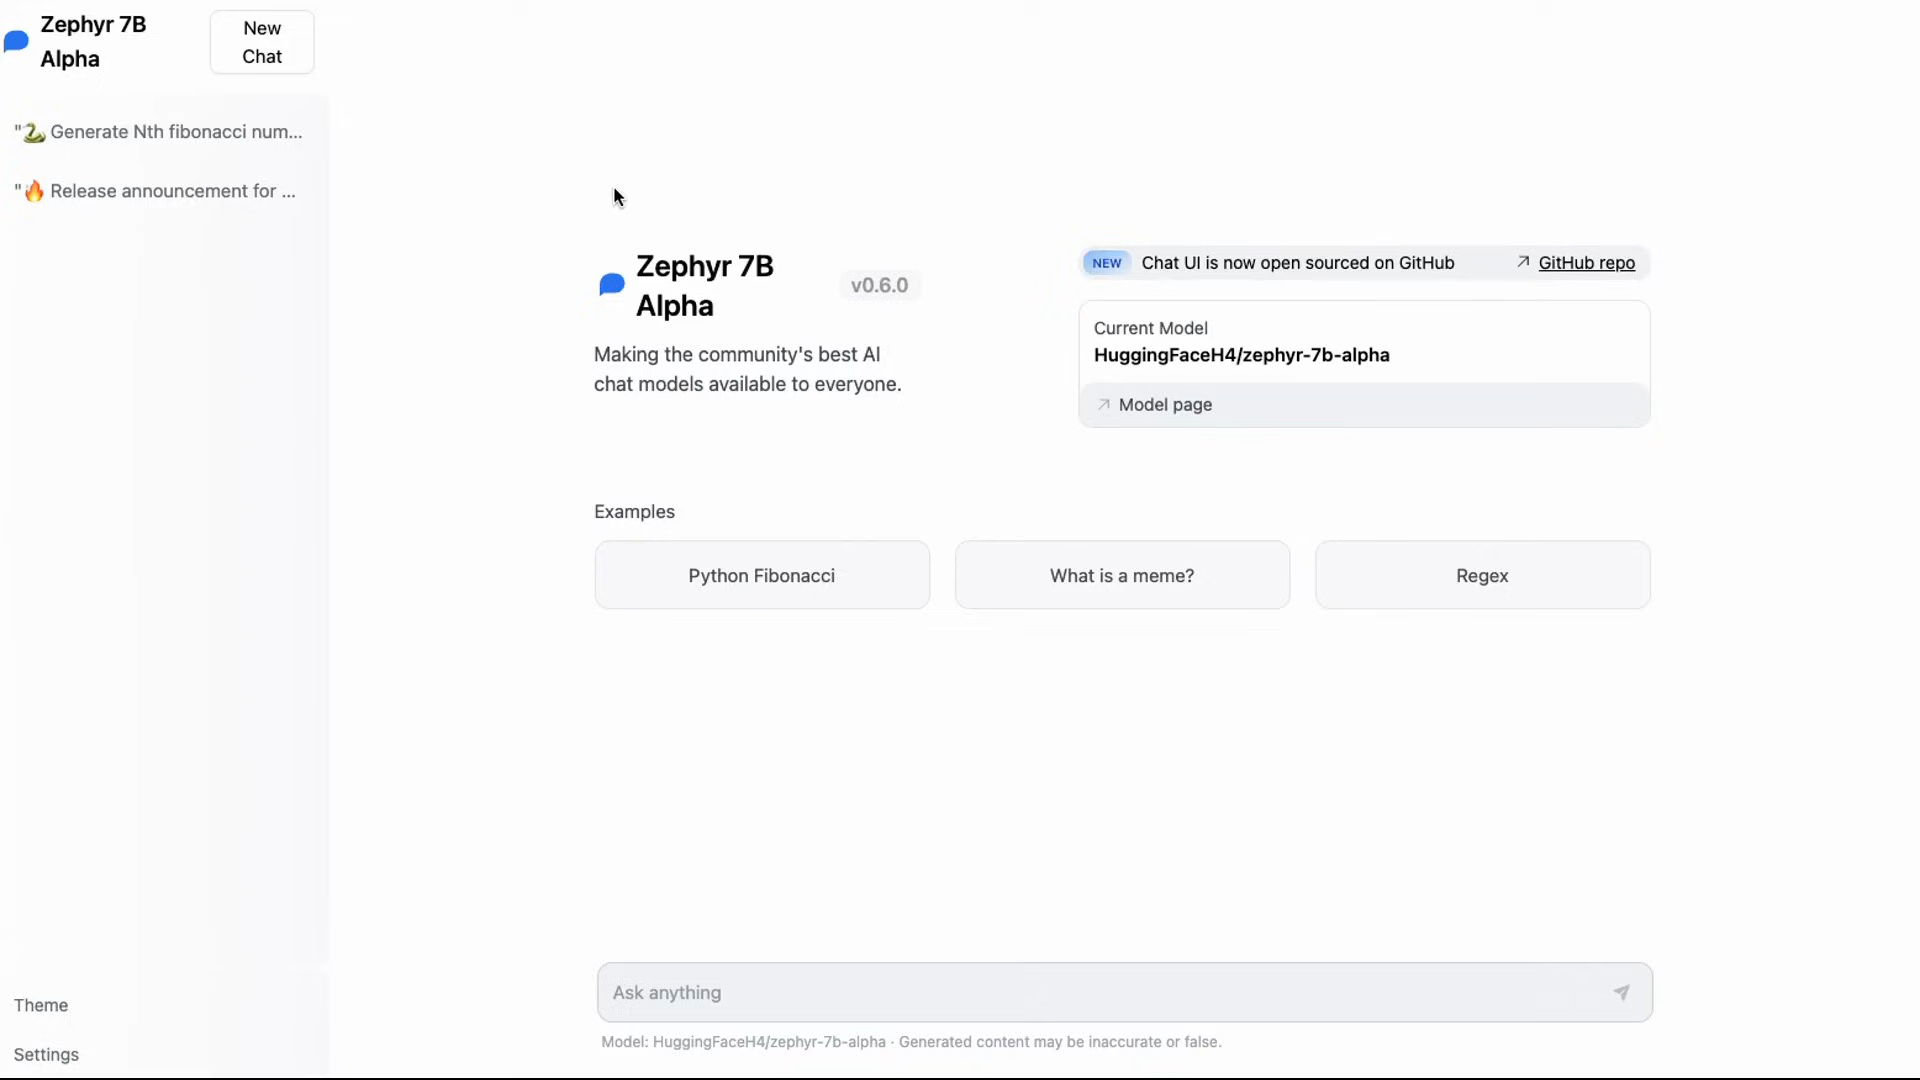 Zephyr 7B
Alpha
New
Chat
"🐍 Generate Nth fibonacci num...
"🔥 Release announcement for ...
Theme
Settings
Zephyr 7B
Alpha
v0.6.0
Making the community's best AI
chat models available to everyone.
NEW Chat UI is now open sourced on GitHub GitHub repo
Current Model
HuggingFaceH4/zephyr-7b-alpha
Model page
Examples
Python Fibonacci
What is a meme?
Regex
Ask anything
Model: HuggingFaceH4/zephyr-7b-alpha · Generated content may be inaccurate or false.